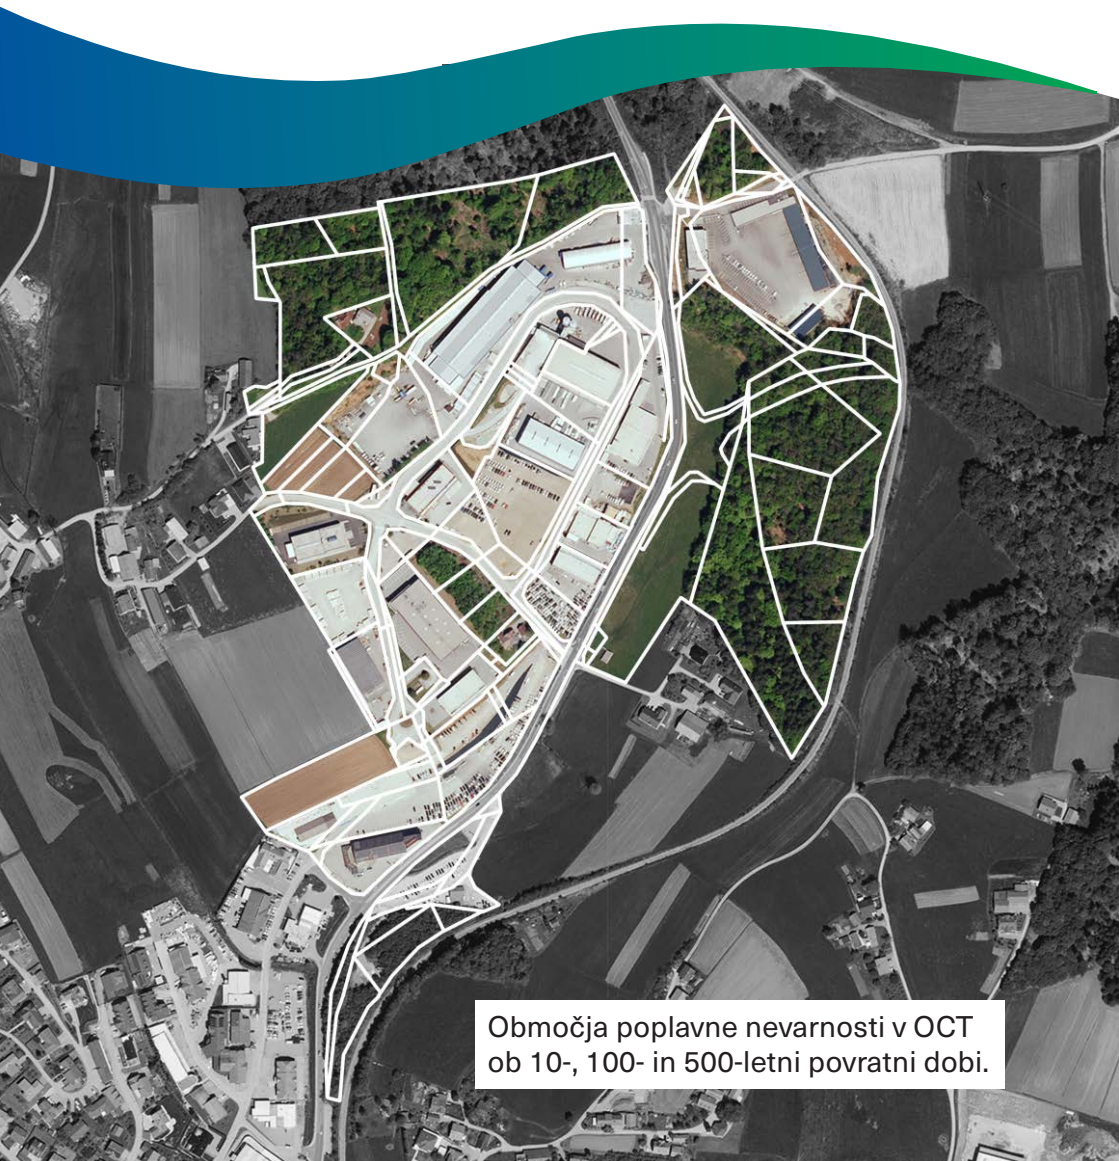 Območja poplavne nevarnosti v OCT
ob 10-, 100- in 500-letni povratni dobi.